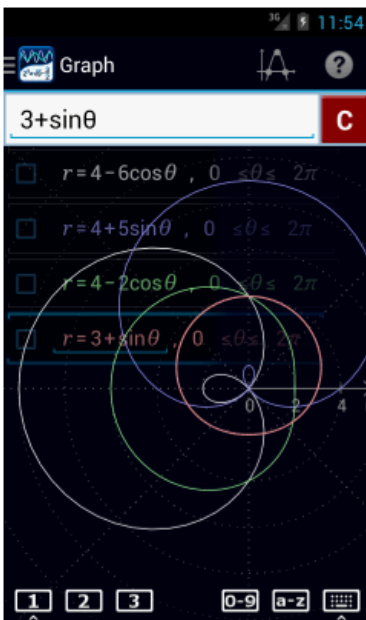 3G 11:54
Graph ?
3+sinθ C
r=4−6cosθ , 0 ≤θ≤ 2π
r=4+5sinθ , 0 ≤θ≤ 2π
r=4−2cosθ , 0 ≤θ≤ 2π
r=3+sinθ , 0 ≤θ≤ 2π
0 2 4
1 2 3 0-9 a-z